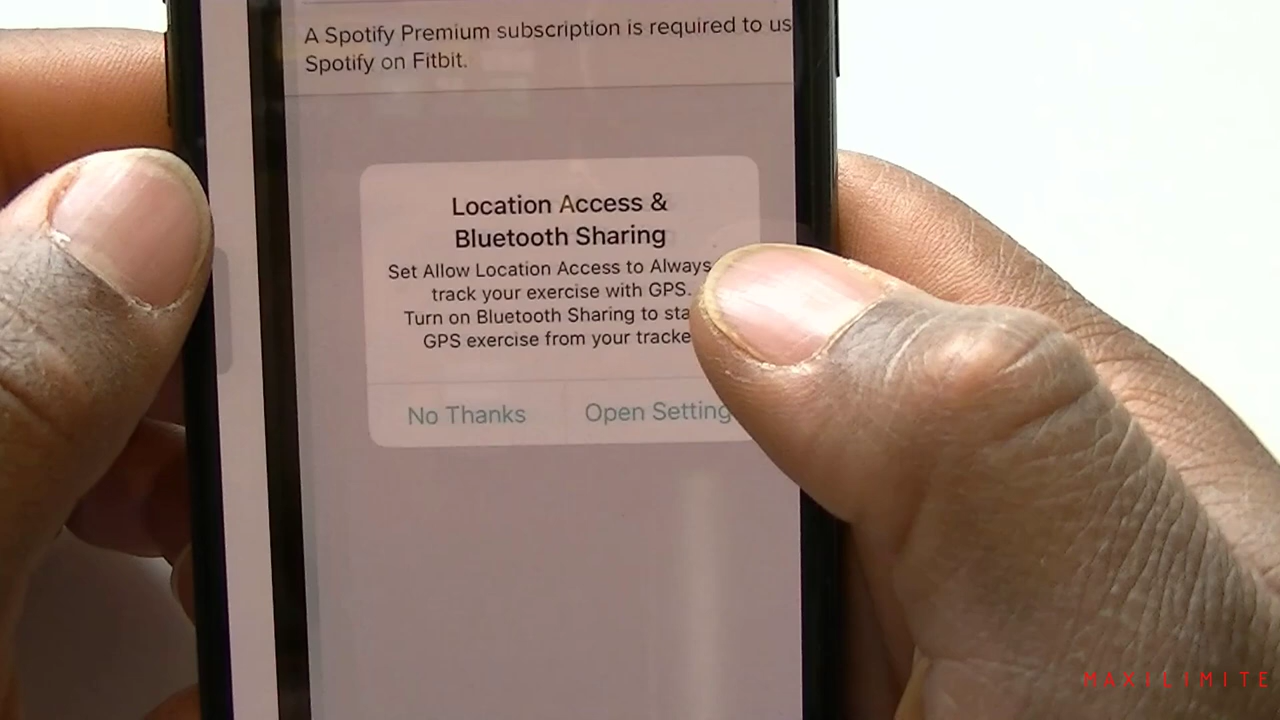 A Spotify Premium subscription is required to us
Spotify on Fitbit.
Location Access &
Bluetooth Sharing
Set Allow Location Access to Always
track your exercise with GPS.
Turn on Bluetooth Sharing to sta
GPS exercise from your tracke
No Thanks
Open Setting
MAXILIMITE